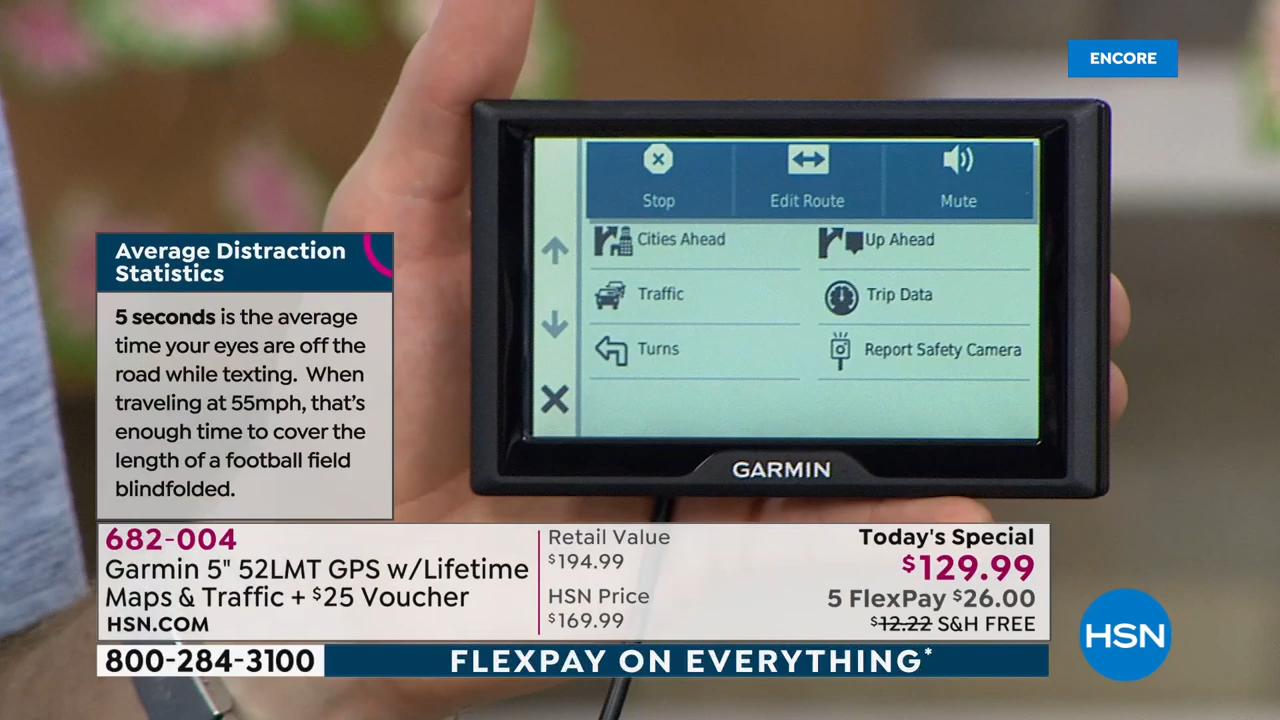 ENCORE
Stop
Edit Route
Mute
Cities Ahead
Up Ahead
Traffic
Trip Data
Turns
Report Safety Camera
GARMIN
Average Distraction
Statistics
5 seconds is the average
time your eyes are off the
road while texting. When
traveling at 55mph, that's
enough time to cover the
length of a football field
blindfolded.
682-004
Garmin 5" 52LMT GPS w/Lifetime
Maps & Traffic + $25 Voucher
HSN.COM
Retail Value
$194.99
HSN Price
$169.99
Today's Special
$129.99
5 FlexPay $26.00
$12.22 S&H FREE
HSN
800-284-3100
FLEXPAY ON EVERYTHING*